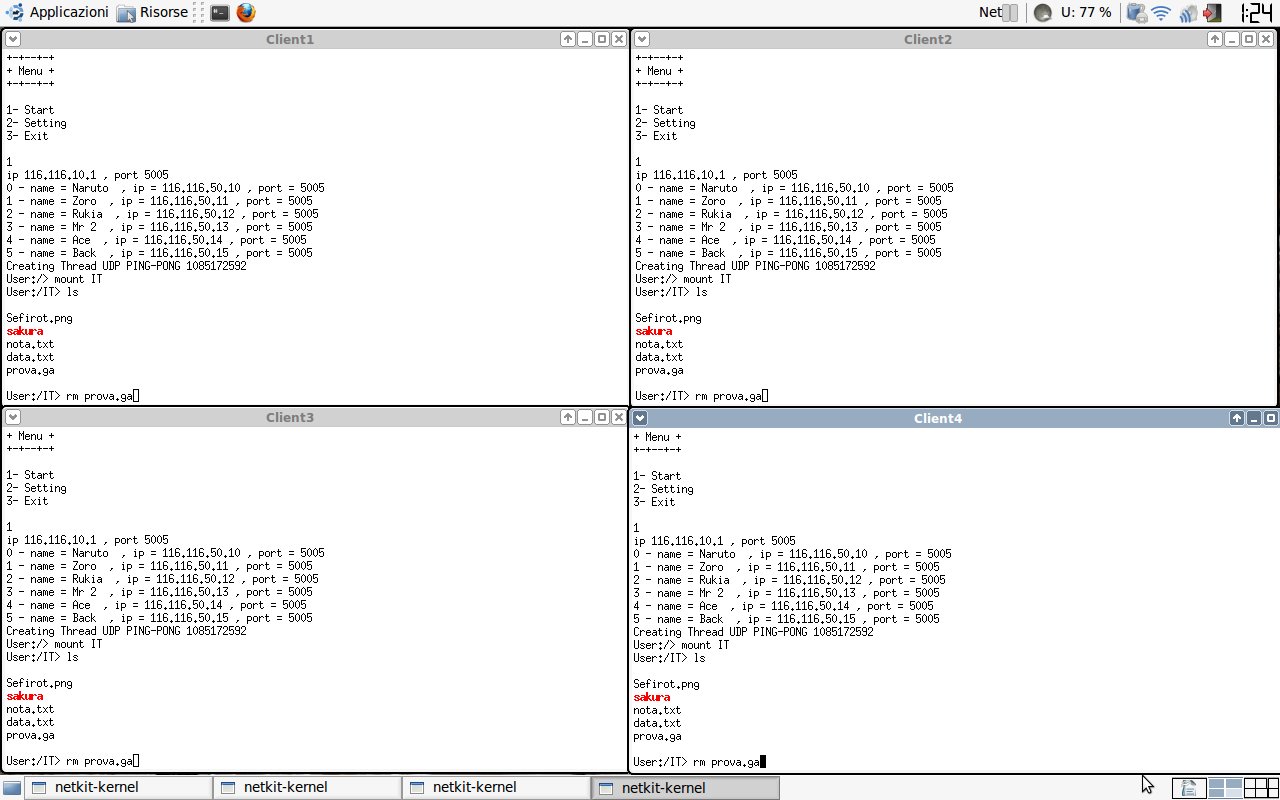 Applicazioni Risorse Net U: 77 % 1:24
Client1
+-+--+-+
+ Menu +
+-+--+-+
1- Start
2- Setting
3- Exit
1
ip 116.116.10.1 , port 5005
0 - name = Naruto  , ip = 116.116.50.10 , port = 5005
1 - name = Zoro  , ip = 116.116.50.11 , port = 5005
2 - name = Rukia  , ip = 116.116.50.12 , port = 5005
3 - name = Mr 2  , ip = 116.116.50.13 , port = 5005
4 - name = Ace  , ip = 116.116.50.14 , port = 5005
5 - name = Back  , ip = 116.116.50.15 , port = 5005
Creating Thread UDP PING-PONG 1085172592
User:/> mount IT
User:/IT> ls
Sefirot.png
sakura
nota.txt
data.txt
prova.ga
User:/IT> rm prova.ga
Client2
+-+--+-+
+ Menu +
+-+--+-+
1- Start
2- Setting
3- Exit
1
ip 116.116.10.1 , port 5005
0 - name = Naruto  , ip = 116.116.50.10 , port = 5005
1 - name = Zoro  , ip = 116.116.50.11 , port = 5005
2 - name = Rukia  , ip = 116.116.50.12 , port = 5005
3 - name = Mr 2  , ip = 116.116.50.13 , port = 5005
4 - name = Ace  , ip = 116.116.50.14 , port = 5005
5 - name = Back  , ip = 116.116.50.15 , port = 5005
Creating Thread UDP PING-PONG 1085172592
User:/> mount IT
User:/IT> ls
Sefirot.png
sakura
nota.txt
data.txt
prova.ga
User:/IT> rm prova.ga
Client3
+ Menu +
+-+--+-+
1- Start
2- Setting
3- Exit
1
ip 116.116.10.1 , port 5005
0 - name = Naruto  , ip = 116.116.50.10 , port = 5005
1 - name = Zoro  , ip = 116.116.50.11 , port = 5005
2 - name = Rukia  , ip = 116.116.50.12 , port = 5005
3 - name = Mr 2  , ip = 116.116.50.13 , port = 5005
4 - name = Ace  , ip = 116.116.50.14 , port = 5005
5 - name = Back  , ip = 116.116.50.15 , port = 5005
Creating Thread UDP PING-PONG 1085172592
User:/> mount IT
User:/IT> ls
Sefirot.png
sakura
nota.txt
data.txt
prova.ga
User:/IT> rm prova.ga
Client4
+ Menu +
+-+--+-+
1- Start
2- Setting
3- Exit
1
ip 116.116.10.1 , port 5005
0 - name = Naruto  , ip = 116.116.50.10 , port = 5005
1 - name = Zoro  , ip = 116.116.50.11 , port = 5005
2 - name = Rukia  , ip = 116.116.50.12 , port = 5005
3 - name = Mr 2  , ip = 116.116.50.13 , port = 5005
4 - name = Ace  , ip = 116.116.50.14 , port = 5005
5 - name = Back  , ip = 116.116.50.15 , port = 5005
Creating Thread UDP PING-PONG 1085172592
User:/> mount IT
User:/IT> ls
Sefirot.png
sakura
nota.txt
data.txt
prova.ga
User:/IT> rm prova.ga
netkit-kernel netkit-kernel netkit-kernel netkit-kernel